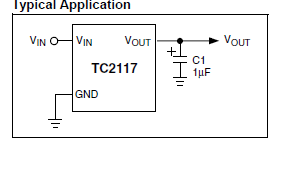 Typical Application
VIN VIN VOUT VOUT
+
C1
TC2117
1µF
GND